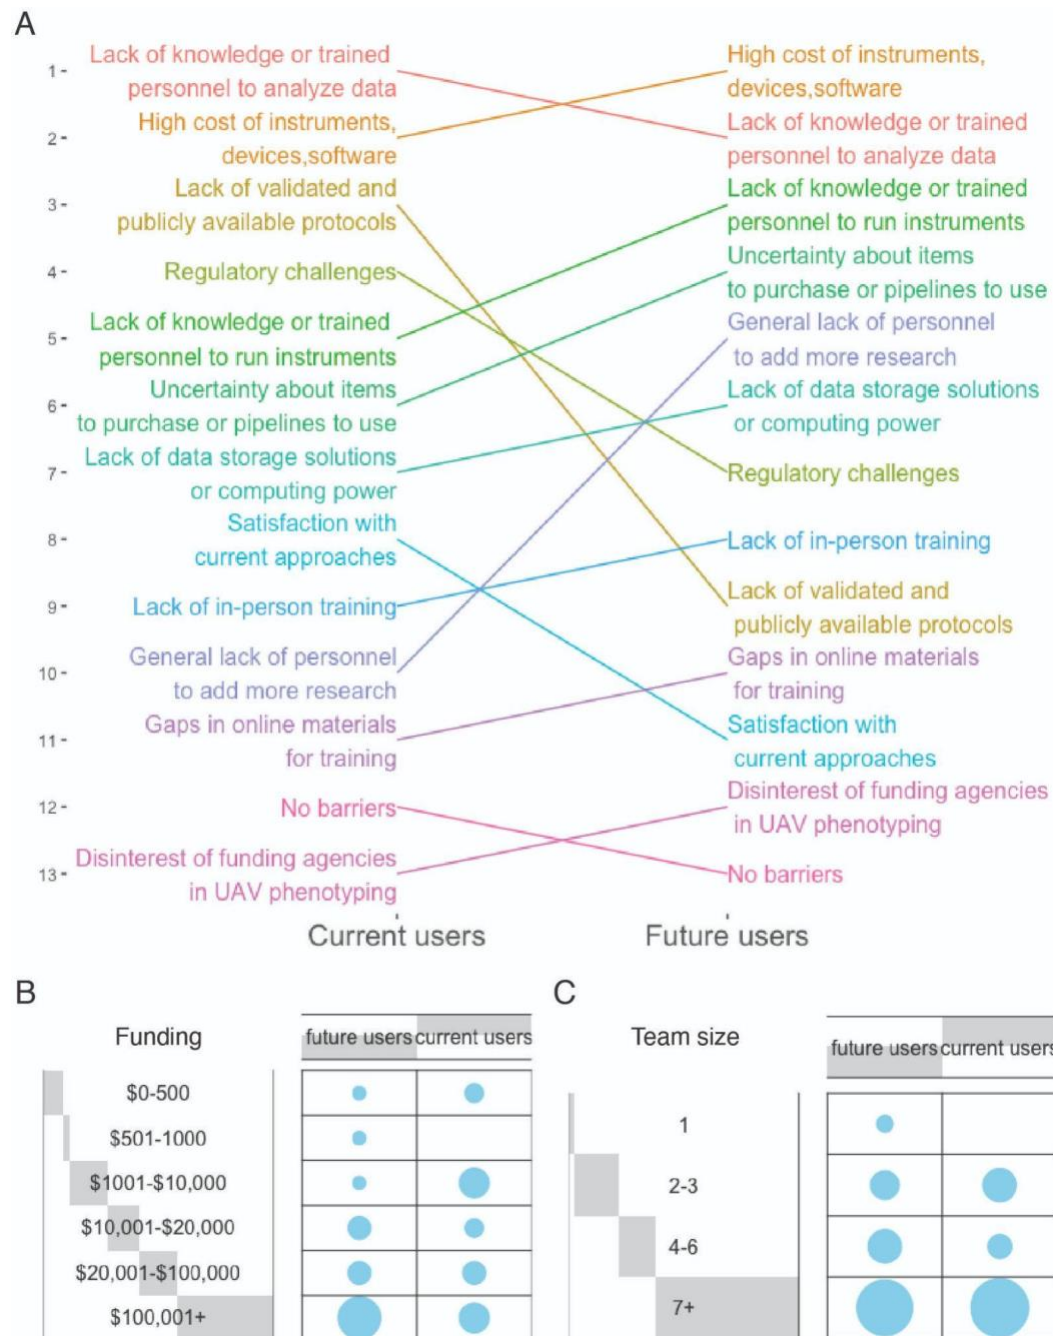 A
Lack of knowledge or trained
personnel to analyze data
High cost of instruments,
devices,software
Lack of validated and
publicly available protocols
Regulatory challenges
Lack of knowledge or trained
personnel to run instruments
Uncertainty about items
to purchase or pipelines to use
Lack of data storage solutions
or computing power
Satisfaction with
current approaches
Lack of in-person training
General lack of personnel
to add more research
Gaps in online materials
for training
No barriers
Disinterest of funding agencies
in UAV phenotyping
1
2
3
4
5
6
7
8
9
10
11
12
13
High cost of instruments,
devices,software
Lack of knowledge or trained
personnel to analyze data
Lack of knowledge or trained
personnel to run instruments
Uncertainty about items
to purchase or pipelines to use
General lack of personnel
to add more research
Lack of data storage solutions
or computing power
Regulatory challenges
Lack of in-person training
Lack of validated and
publicly available protocols
Gaps in online materials
for training
Satisfaction with
current approaches
Disinterest of funding agencies
in UAV phenotyping
No barriers
Current users
Future users
B
Funding
future users current users
$0-500
$501-1000
$1001-$10,000
$10,001-$20,000
$20,001-$100,000
$100,001+
C
Team size
future users current users
1
2-3
4-6
7+